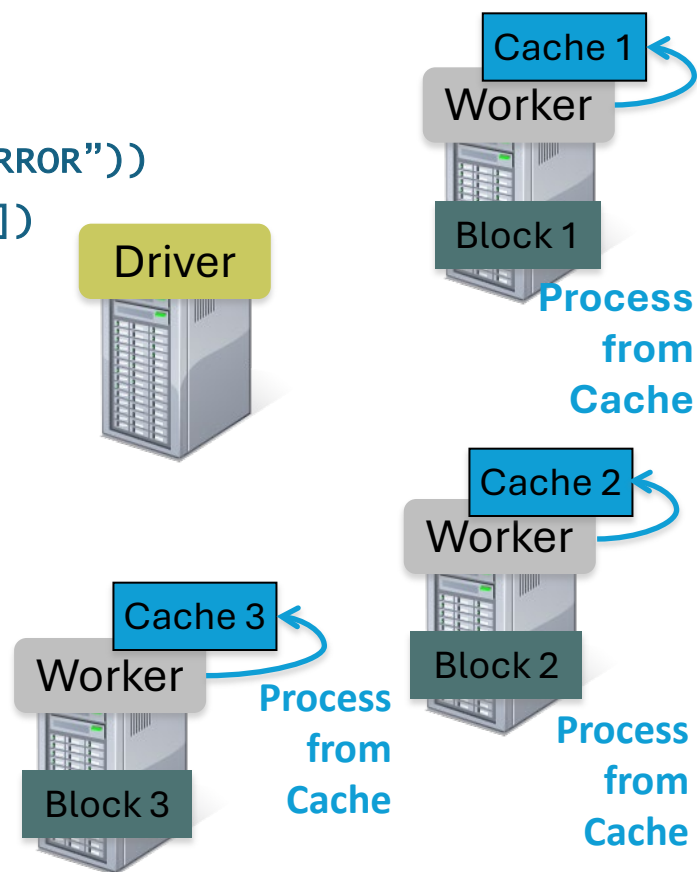 Cache 1
Worker
RROR”))
])
Driver
Block 1
Process
from
Cache
Cache 2
Worker
Block 2
Process
from
Cache
Cache 3
Worker
Block 3
Process
from
Cache